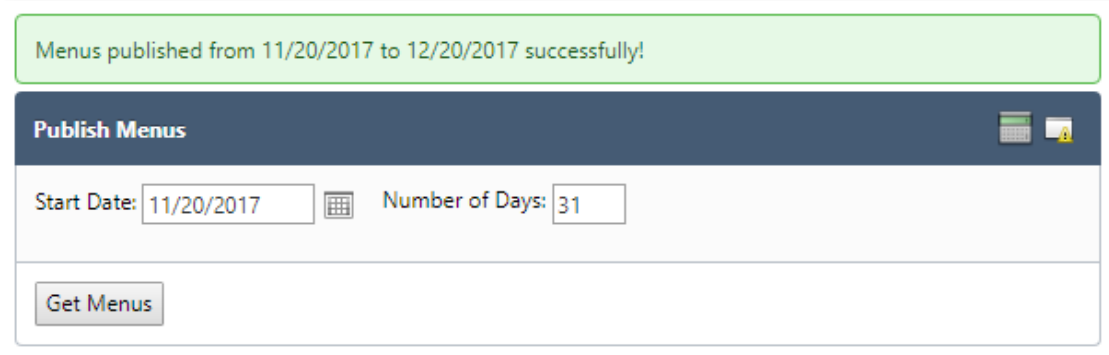 Menus published from 11/20/2017 to 12/20/2017 successfully!
Publish Menus
Start Date: 11/20/2017 Number of Days: 31
Get Menus